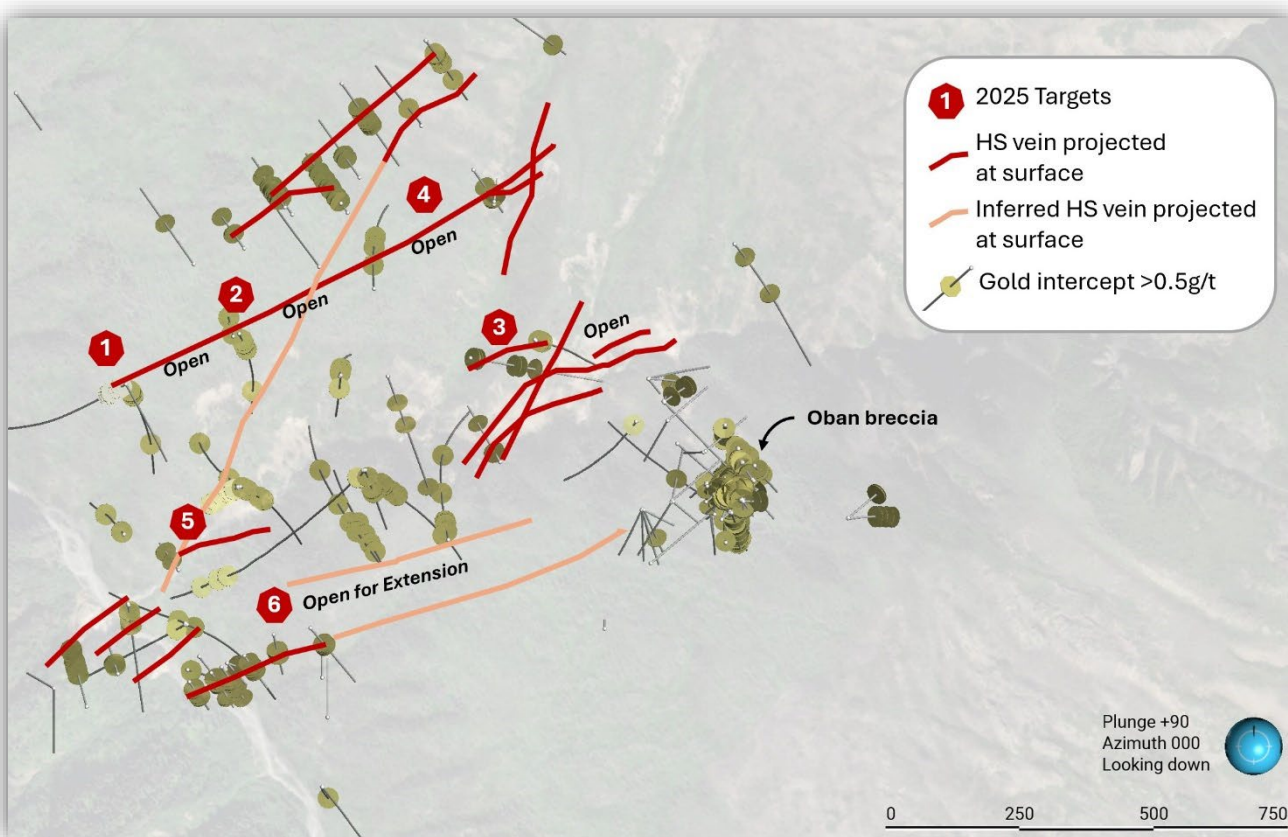 1 2025 Targets
HS vein projected
at surface
Inferred HS vein projected
at surface
Gold intercept >0.5g/t
4
Open
2
Open
1
Open
3
Open
Oban breccia
5
6
Open for Extension
Plunge +90
Azimuth 000
Looking down
0 250 500 750